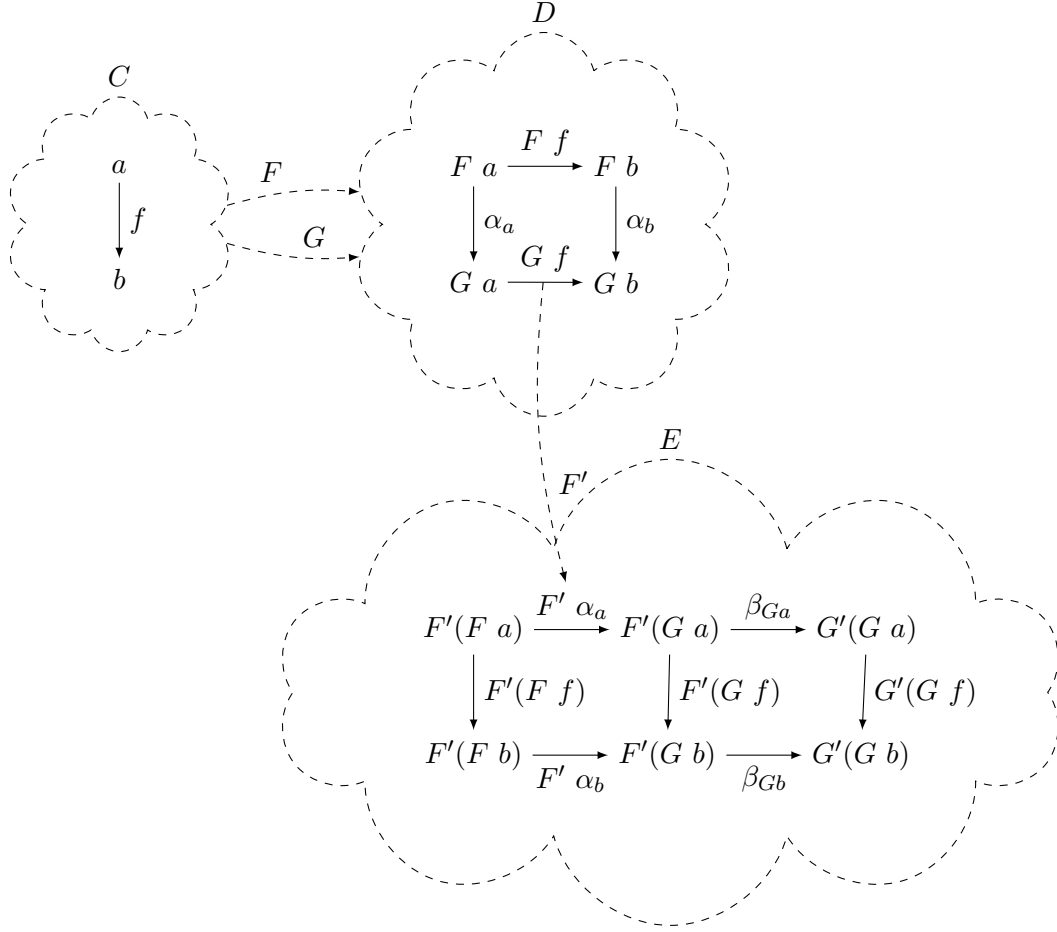 D
C
a
f
b
F
G
F a
F f
F b
α_a
α_b
G a
G f
G b
F′
E
F′(F a)
F′ α_a
F′(G a)
β_{Ga}
G′(G a)
F′(F f)
F′(G f)
G′(G f)
F′(F b)
F′ α_b
F′(G b)
β_{Gb}
G′(G b)